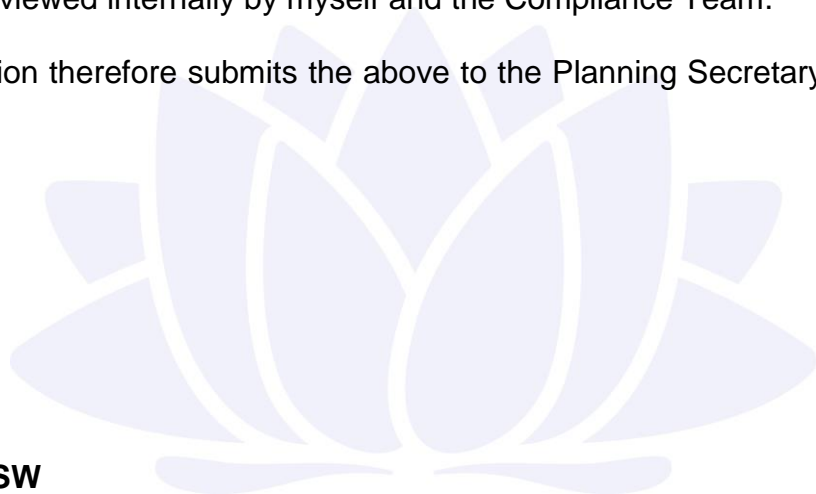 viewed internally by myself and the Compliance Team.
ion therefore submits the above to the Planning Secretary
SW